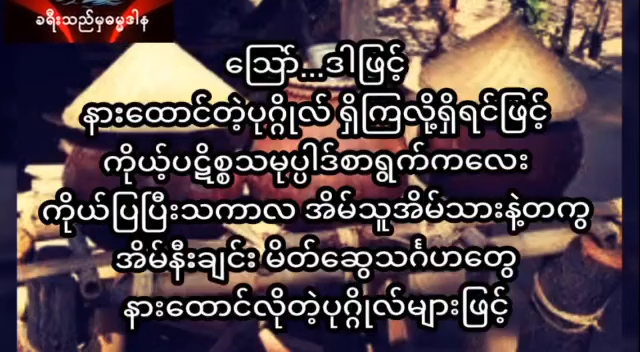 ခရီးသည်မှဓမ္မဒါန
ဪ...ဒါဖြင့်
နားထောင်တဲ့ပုဂ္ဂိုလ် ရှိကြလို့ရှိရင်ဖြင့်
ကိုယ့်ပဋိစ္စသမုပ္ပါဒ်စာရွက်ကလေး
ကိုယ်ပြပြီးသကာလ အိမ်သူအိမ်သားနဲ့တကွ
အိမ်နီးချင်း မိတ်ဆွေသင်္ဂဟတွေ
နားထောင်လိုတဲ့ပုဂ္ဂိုလ်များဖြင့်